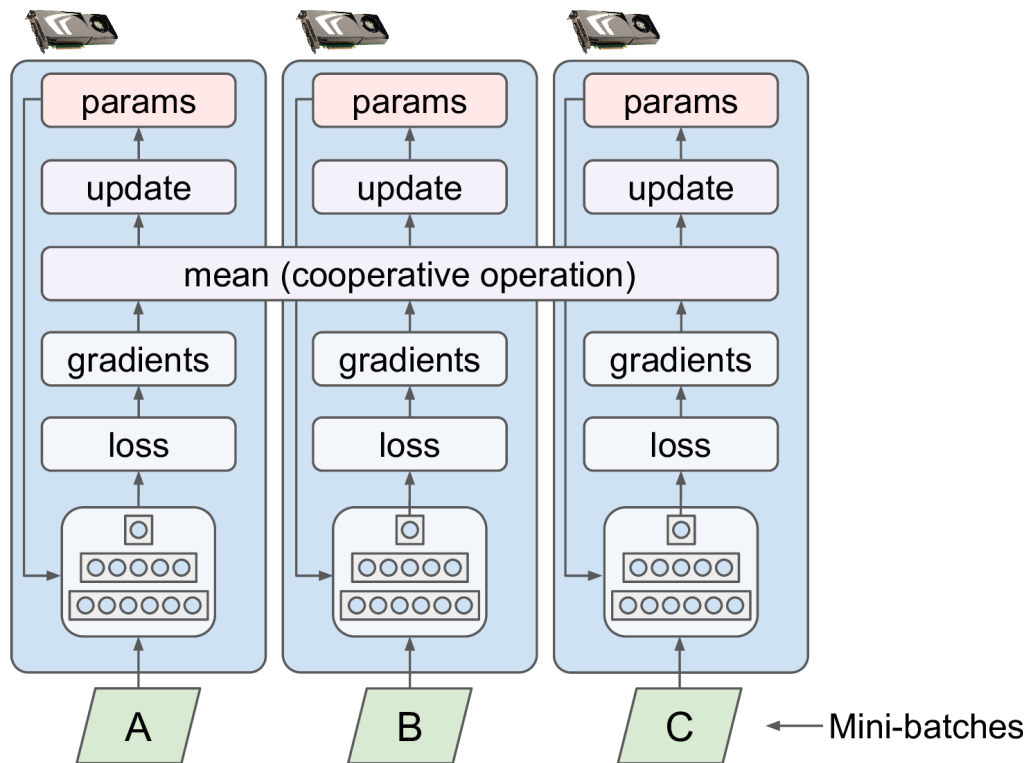 params params params
update update update
mean (cooperative operation)
gradients gradients gradients
loss loss loss
A B C
Mini-batches